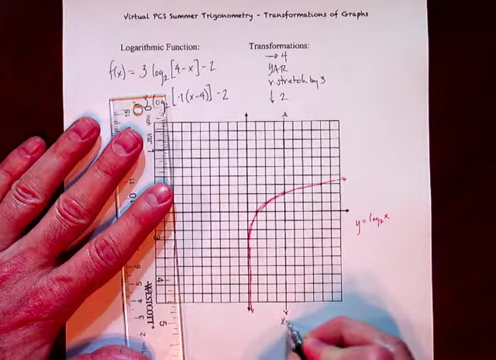 Virtual PCS Summer Trigonometry - Transformations of Graphs
Logarithmic Function: Transformations:
f(x) = 3 log₂ [4-x] - 2
→ 4
YAR
v. stretch by 3
↓ 2
log₂ [-1(x-4)] - 2
A
y = log₂ x
x
WESTCOTT